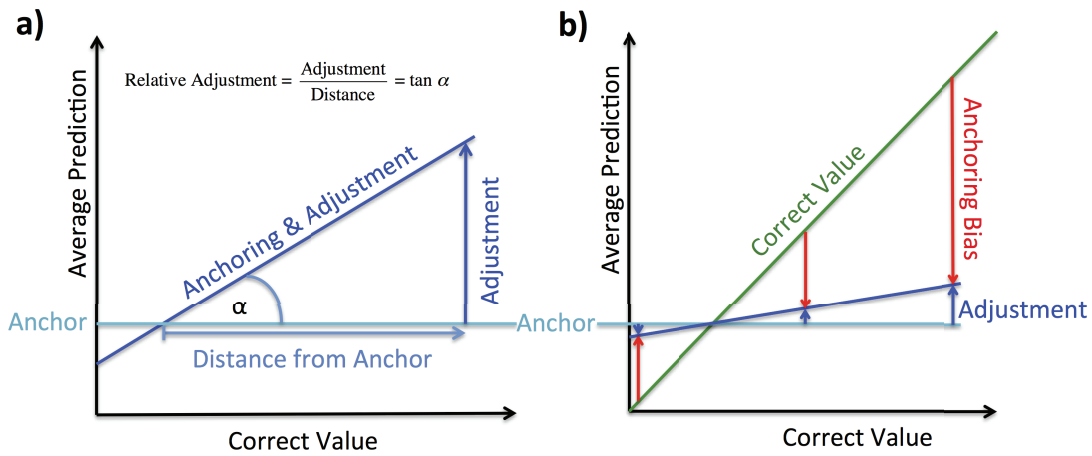 a)
Relative Adjustment = Adjustment / Distance = tan α
Average Prediction
Anchoring & Adjustment
Adjustment
α
Anchor
Distance from Anchor
Correct Value
b)
Average Prediction
Correct Value
Anchoring Bias
Anchor
Adjustment
Correct Value